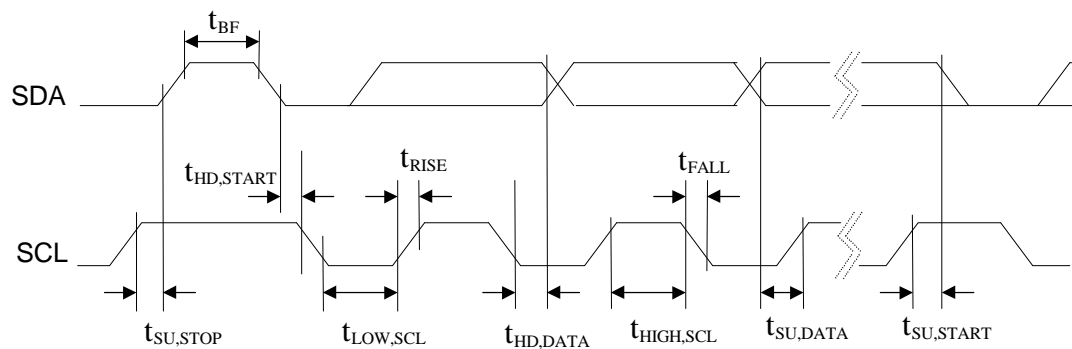 tBF
SDA
tHD,START
tRISE
tFALL
SCL
tSU,STOP
tLOW,SCL
tHD,DATA
tHIGH,SCL
tSU,DATA
tSU,START